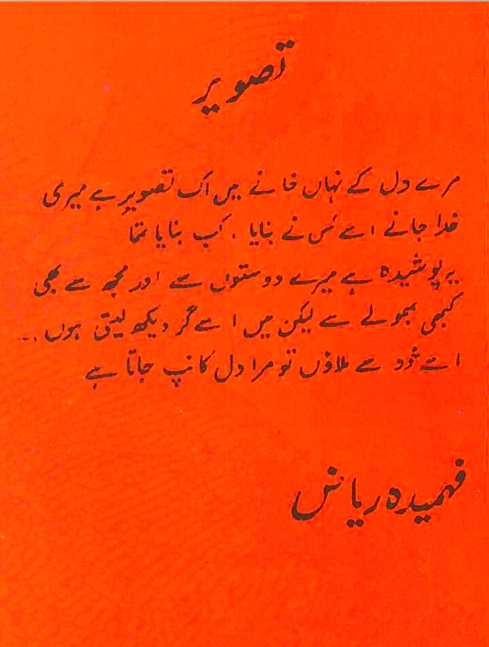 تصویر
مرے دل کے نہاں خانے میں اک تصویر ہے میری
خدا جانے اسے کس نے بنایا، کب بنایا تھا
یہ پوشیدہ ہے میرے دوستوں سے اور مجھ سے بھی
کبھی بھولے سے لیکن میں اسے گر دیکھ لیتی ہوں ...
اسے خود سے ملاؤں تو مرا دل کانپ جاتا ہے
فہمیدہ ریاض